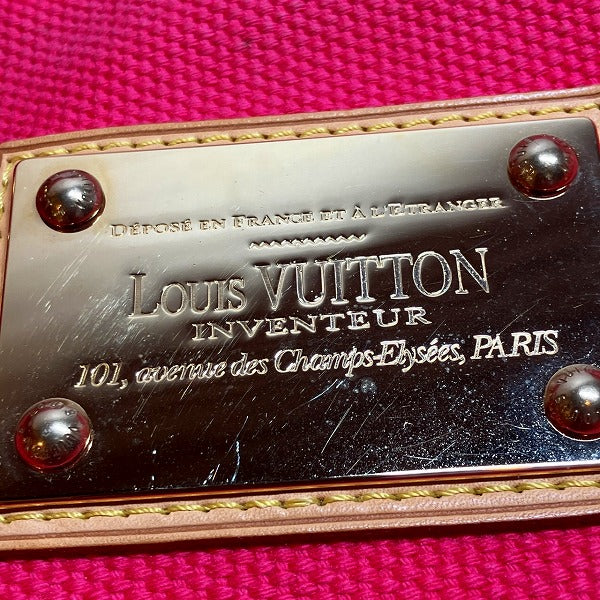 DÉPOSÉ EN FRANCE ET À L'ETRANGER
LOUIS VUITTON
INVENTEUR
101, avenue des Champs-Elysées, PARIS